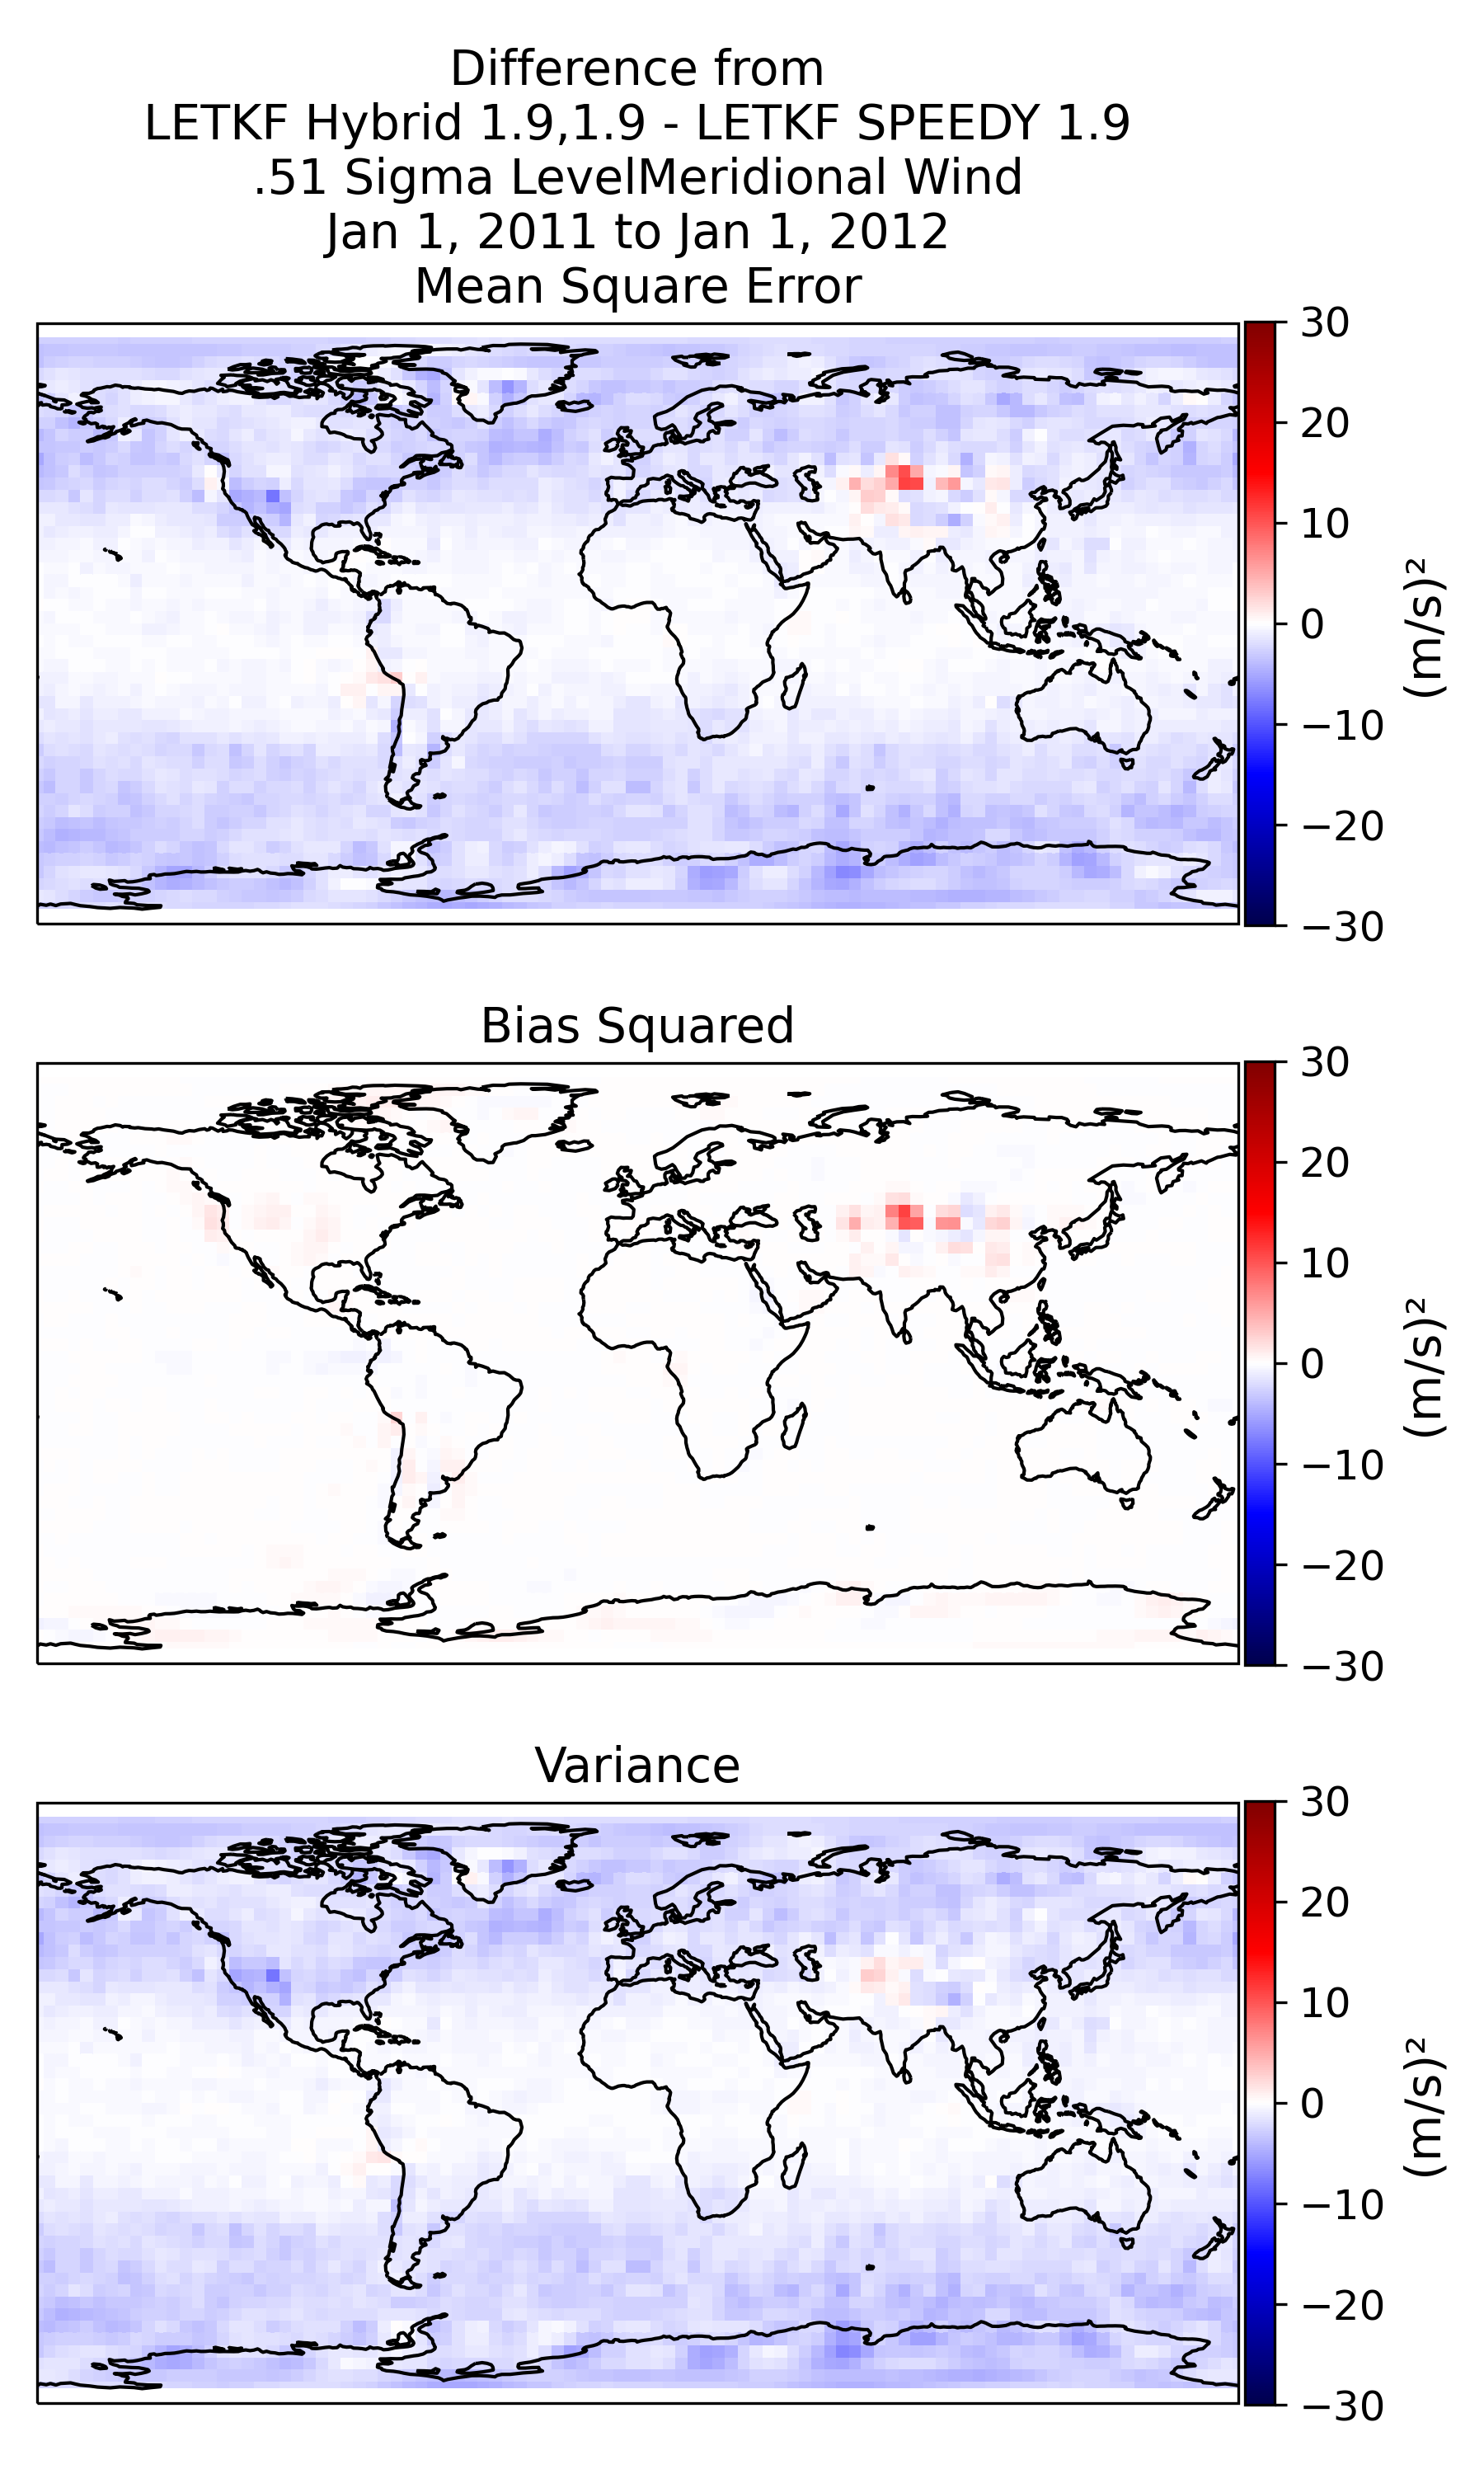 Difference from
LETKF Hybrid 1.9,1.9 - LETKF SPEEDY 1.9
.51 Sigma LevelMeridional Wind
Jan 1, 2011 to Jan 1, 2012
Mean Square Error
30
20
10
0
−10
−20
−30
(m/s)²
Bias Squared
30
20
10
0
−10
−20
−30
(m/s)²
Variance
30
20
10
0
−10
−20
−30
(m/s)²